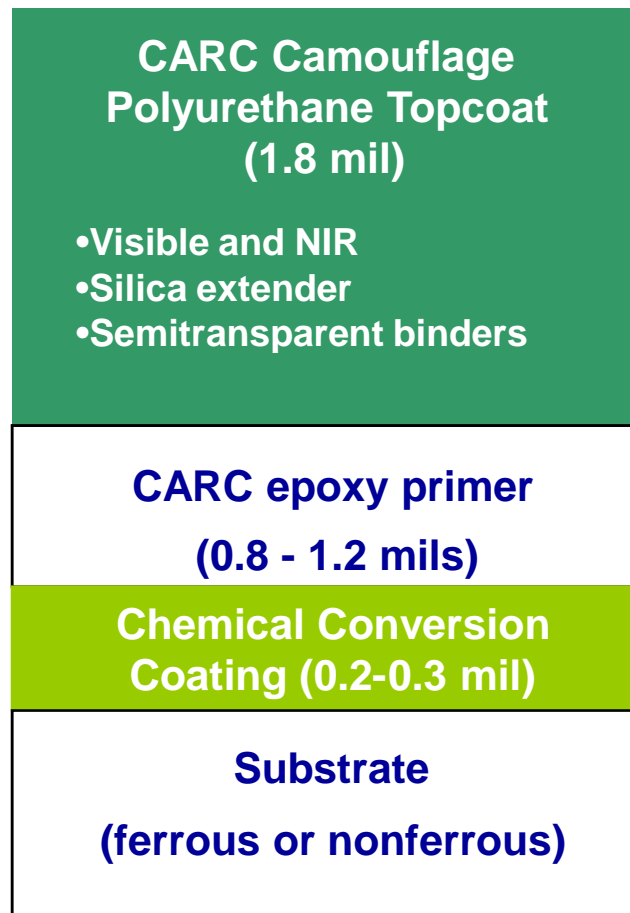 CARC Camouflage
Polyurethane Topcoat
(1.8 mil)
•Visible and NIR
•Silica extender
•Semitransparent binders
CARC epoxy primer
(0.8 - 1.2 mils)
Chemical Conversion
Coating (0.2-0.3 mil)
Substrate
(ferrous or nonferrous)